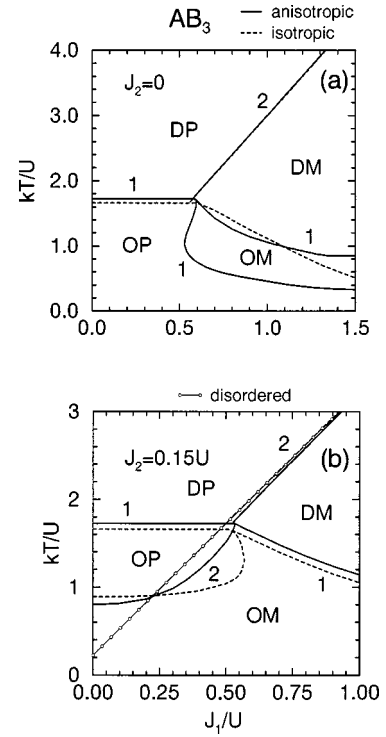 AB₃
anisotropic
isotropic
4.0
J₂=0
(a)
2
DP
3.0
DM
kT/U
2.0
1
1
OP
OM
1.0
1
0.0
0.0 0.5 1.0 1.5
disordered
3
J₂=0.15U
2
(b)
DP
DM
2
1
kT/U
OP
2
1
1
OM
0
0.00 0.25 0.50 0.75 1.00
J₁/U